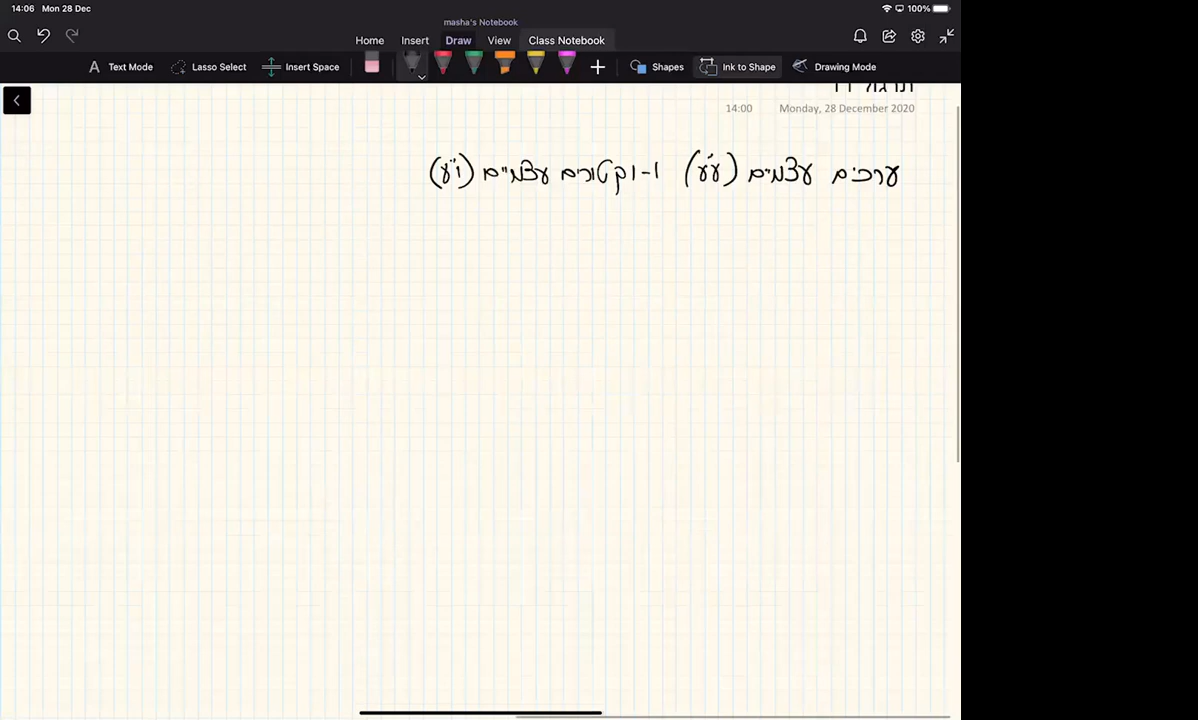 14:06 Mon 28 Dec
100%
masha's Notebook
Home Insert Draw View Class Notebook
Text Mode Lasso Select Insert Space Shapes Ink to Shape Drawing Mode
תרגול
14:00 Monday, 28 December 2020
ערכים עצמיים (ע"ע) ו-וקטורים עצמיים (ו"ע)